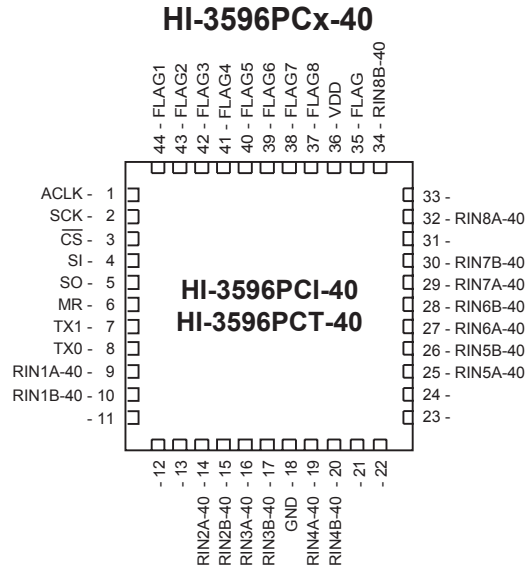 HI-3596PCx-40
44 - FLAG1
43 - FLAG2
42 - FLAG3
41 - FLAG4
40 - FLAG5
39 - FLAG6
38 - FLAG7
37 - FLAG8
36 - VDD
35 - FLAG
34 - RIN8B-40
ACLK - 1
SCK - 2
CS - 3
SI - 4
SO - 5
MR - 6
TX1 - 7
TX0 - 8
RIN1A-40 - 9
RIN1B-40 - 10
- 11
HI-3596PCI-40
HI-3596PCT-40
33 -
32 - RIN8A-40
31 -
30 - RIN7B-40
29 - RIN7A-40
28 - RIN6B-40
27 - RIN6A-40
26 - RIN5B-40
25 - RIN5A-40
24 -
23 -
- 12
- 13
RIN2A-40 - 14
RIN2B-40 - 15
RIN3A-40 - 16
RIN3B-40 - 17
GND - 18
RIN4A-40 - 19
RIN4B-40 - 20
- 21
- 22